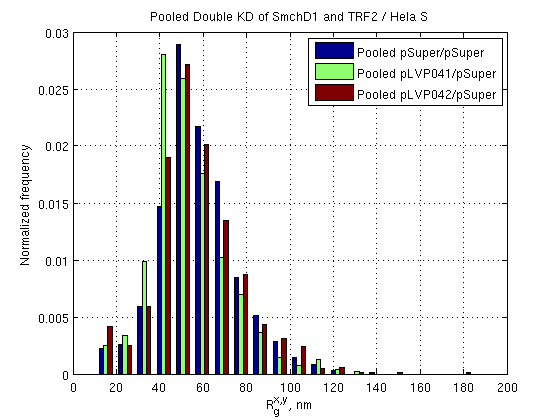 Pooled Double KD of SmchD1 and TRF2 / Hela S
Pooled pSuper/pSuper
Pooled pLVP041/pSuper
Pooled pLVP042/pSuper
Normalized frequency
0.03
0.025
0.02
0.015
0.01
0.005
0
0 20 40 60 80 100 120 140 160 180 200
R_g^{x,y}, nm